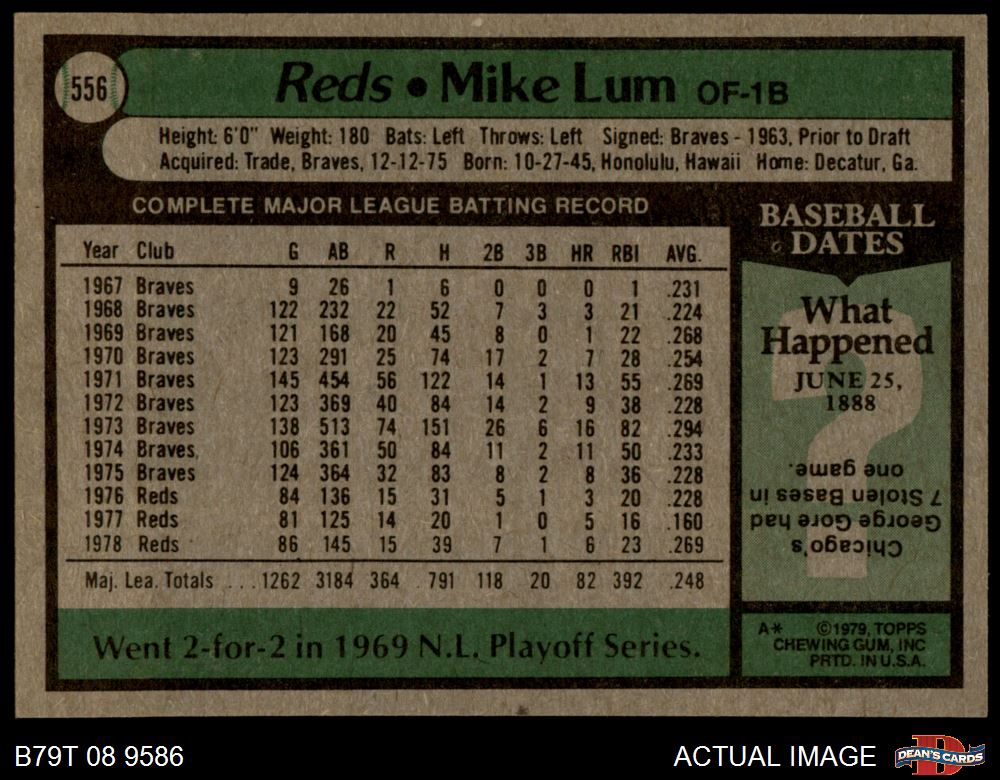 556
Reds • Mike Lum OF-1B
Height: 6'0" Weight: 180 Bats: Left Throws: Left Signed: Braves - 1963, Prior to Draft
Acquired: Trade, Braves, 12-12-75 Born: 10-27-45, Honolulu, Hawaii Home: Decatur, Ga.
COMPLETE MAJOR LEAGUE BATTING RECORD
Year Club G AB R H 2B 3B HR RBI AVG.
1967 Braves 9 26 1 6 0 0 0 1 .231
1968 Braves 122 232 22 52 7 3 3 21 .224
1969 Braves 121 168 20 45 8 0 1 22 .268
1970 Braves 123 291 25 74 17 2 7 28 .254
1971 Braves 145 454 56 122 14 1 13 55 .269
1972 Braves 123 369 40 84 14 2 9 38 .228
1973 Braves 138 513 74 151 26 6 16 82 .294
1974 Braves 106 361 50 84 11 2 11 50 .233
1975 Braves 124 364 32 83 8 2 8 36 .228
1976 Reds 84 136 15 31 5 1 3 20 .228
1977 Reds 81 125 14 20 1 0 5 16 .160
1978 Reds 86 145 15 39 7 1 6 23 .269
Maj. Lea. Totals . . . 1262 3184 364 791 118 20 82 392 .248
Went 2-for-2 in 1969 N.L. Playoff Series.
BASEBALL
DATES
What
Happened
JUNE 25,
1888
Chicago's
George Gore had
7 Stolen Bases in
one game.
A* ©1979, TOPPS
CHEWING GUM, INC
PRTD. IN U.S.A.
B79T 08 9586
ACTUAL IMAGE
D
DEAN'S CARDS